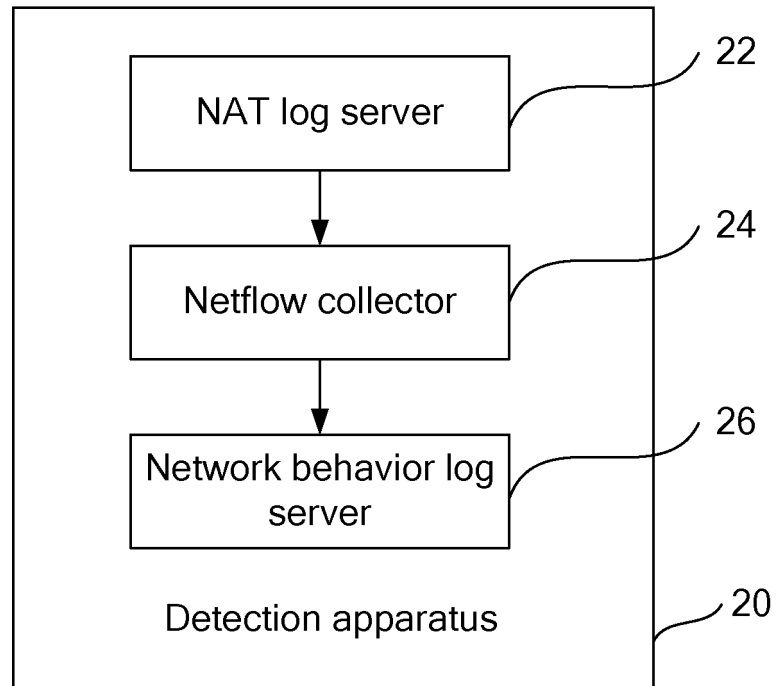 22
NAT log server
24
Netflow collector
26
Network behavior log
server
20
Detection apparatus